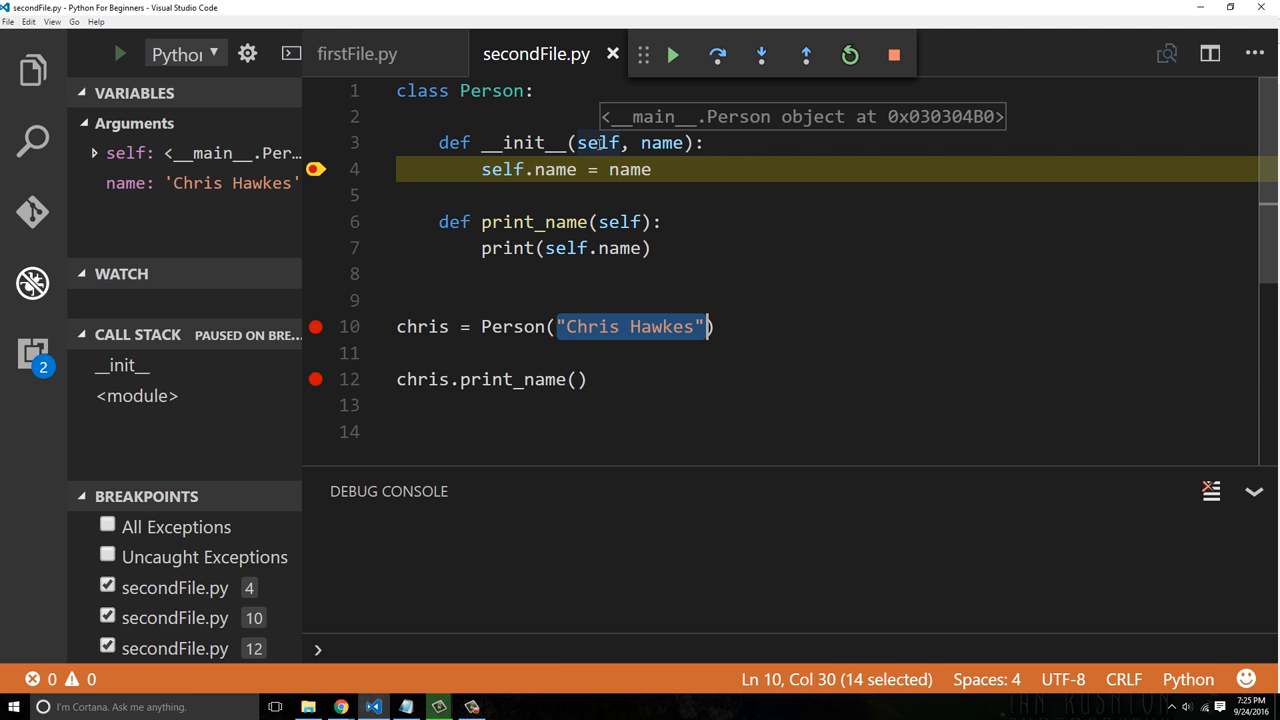 secondFile.py - Python For Beginners - Visual Studio Code
File Edit View Go Help
Pythor
firstFile.py
secondFile.py
VARIABLES
Arguments
self: <__main__.Per...
name: 'Chris Hawkes'
WATCH
CALL STACK PAUSED ON BRE...
__init__
<module>
BREAKPOINTS
All Exceptions
Uncaught Exceptions
secondFile.py 4
secondFile.py 10
secondFile.py 12
2
1 class Person:
2
<__main__.Person object at 0x030304B0>
3 def __init__(self, name):
4 self.name = name
5
6 def print_name(self):
7 print(self.name)
8
9
10 chris = Person("Chris Hawkes")
11
12 chris.print_name()
13
14
DEBUG CONSOLE
0 0
Ln 10, Col 30 (14 selected) Spaces: 4 UTF-8 CRLF Python
I'm Cortana. Ask me anything.
7:25 PM
9/24/2016